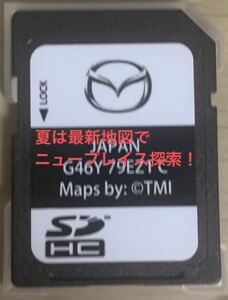 LOCK
夏は最新地図で
JAPAN
ニュープレイス探索！
G46Y 79EZ1 C
Maps by: ©TMI
SD
HC